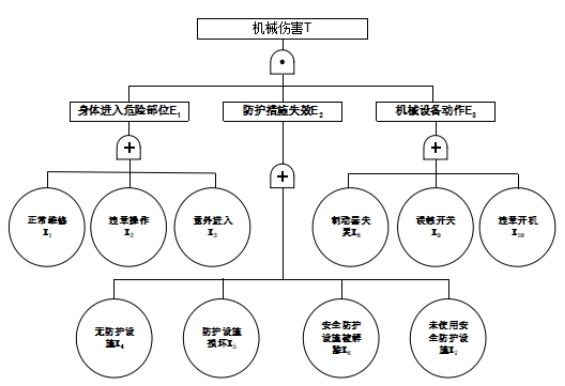 机械伤害T
身体进入危险部位E1
防护措施失效E2
机械设备动作E3
正常维修
X1
违章操作
X2
意外进入
X3
制动器失
灵X8
误触开关
X9
违章开机
X10
无防护设
施X4
防护设施
损坏X5
安全防护
设施被解
除X6
未使用安
全防护设
施X7